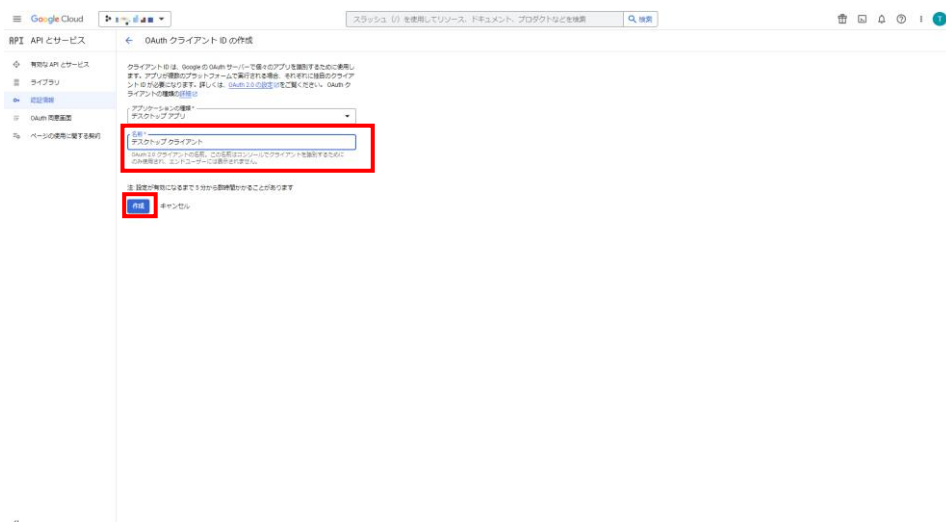 Google Cloud
スラッシュ（/）を使用してリソース、ドキュメント、プロダクトなどを検索
検索
T
API API とサービス
OAuth クライアント ID の作成
有効な API とサービス
ライブラリ
認証情報
OAuth 同意画面
ページの使用に関する契約
クライアント ID は、Google の OAuth サーバーで個々のアプリを識別するために使用し
ます。アプリが複数のプラットフォームで実行される場合、それぞれに独自のクライア
ント ID が必要になります。詳しくは、OAuth 2.0 の設定をご覧ください。OAuth ク
ライアントの種類の詳細
アプリケーションの種類 *
デスクトップ アプリ
名前 *
デスクトップ クライアント
OAuth 2.0 クライアントの名前。この名前はコンソールでクライアントを識別するために
のみ使用され、エンドユーザーには表示されません。
注: 設定が有効になるまで 5 分から数時間かかることがあります
作成
キャンセル